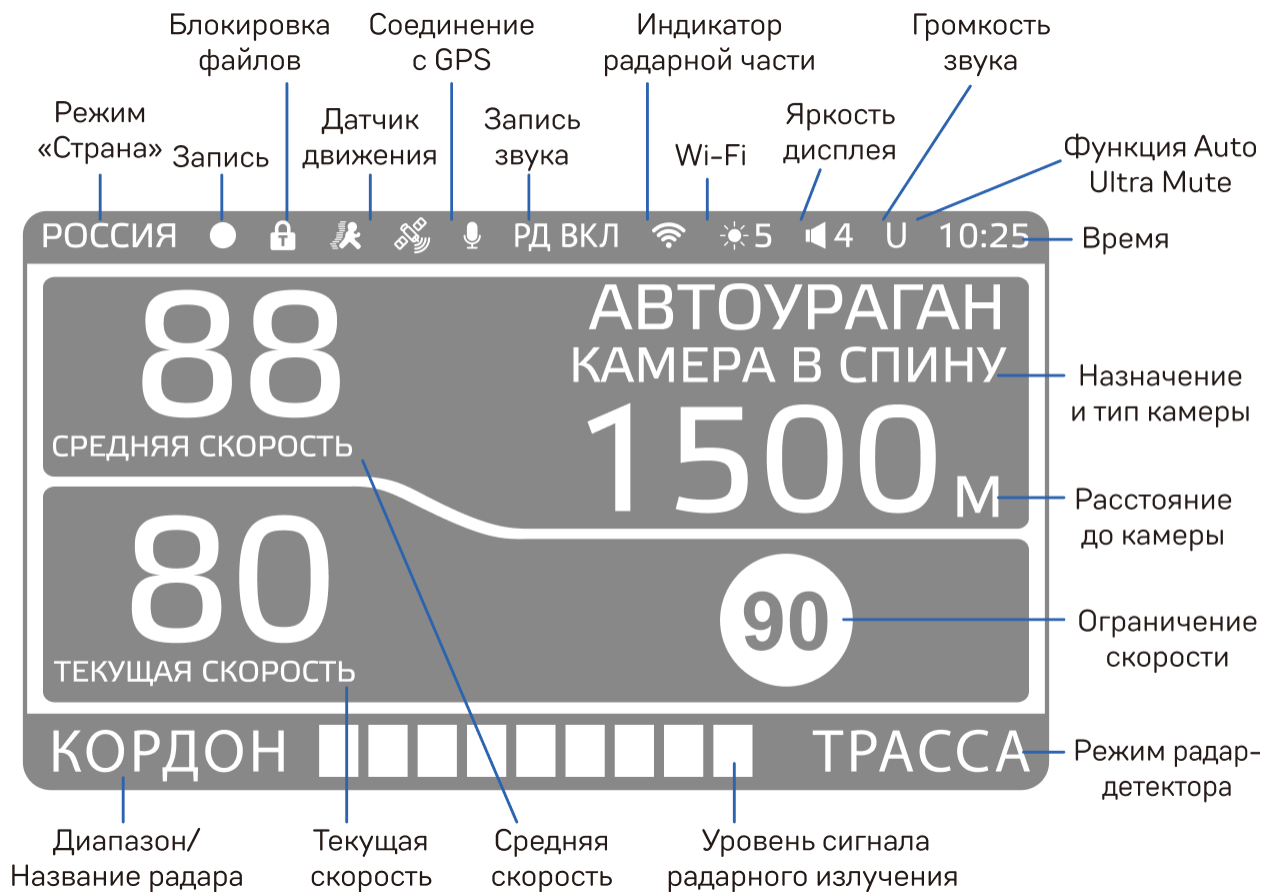 Блокировка
файлов
Соединение
с GPS
Индикатор
радарной части
Громкость
звука
Режим
«Страна»
Запись
Датчик
движения
Запись
звука
Wi-Fi
Яркость
дисплея
Функция Auto
Ultra Mute
РОССИЯ T РД ВКЛ 5 4 U 10:25
Время
88
СРЕДНЯЯ СКОРОСТЬ
АВТОУРАГАН
КАМЕРА В СПИНУ
1500 М
Назначение
и тип камеры
Расстояние
до камеры
80
ТЕКУЩАЯ СКОРОСТЬ
90
Ограничение
скорости
КОРДОН ТРАССА
Режим радар-
детектора
Диапазон/
Название радара
Текущая
скорость
Средняя
скорость
Уровень сигнала
радарного излучения